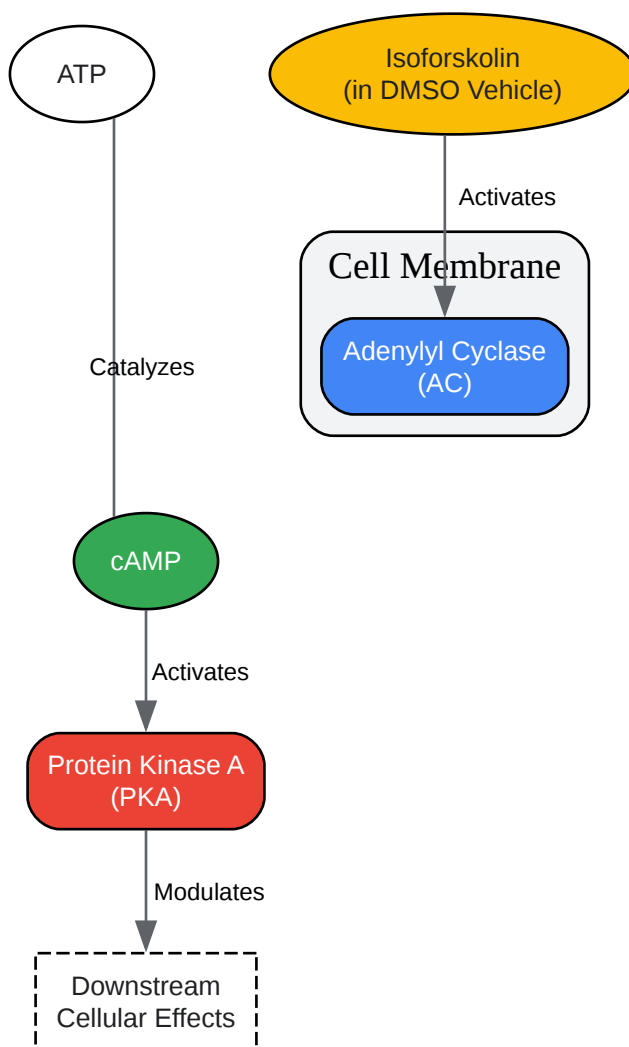 ATP
Isoforskolin
(in DMSO Vehicle)
Activates
Cell Membrane
Adenylyl Cyclase
(AC)
Catalyzes
cAMP
Activates
Protein Kinase A
(PKA)
Modulates
Downstream
Cellular Effects